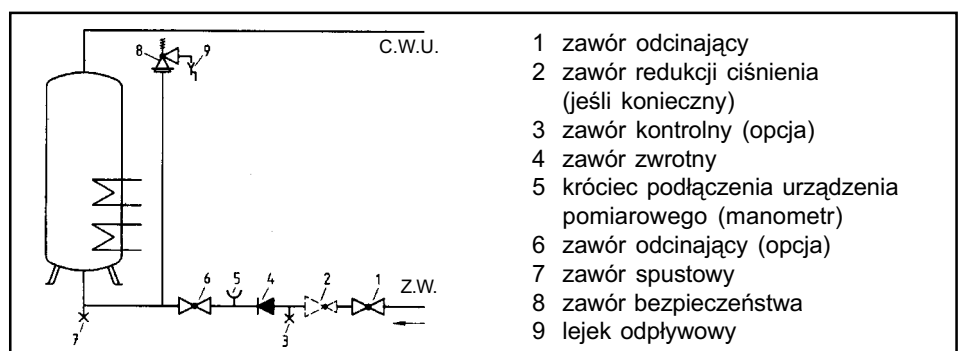 C.W.U.
8
9
6
5
4
2
1
Z.W.
7
3
1 zawór odcinający
2 zawór redukcji ciśnienia
(jeśli konieczny)
3 zawór kontrolny (opcja)
4 zawór zwrotny
5 króciec podłączenia urządzenia
pomiarowego (manometr)
6 zawór odcinający (opcja)
7 zawór spustowy
8 zawór bezpieczeństwa
9 lejek odpływowy